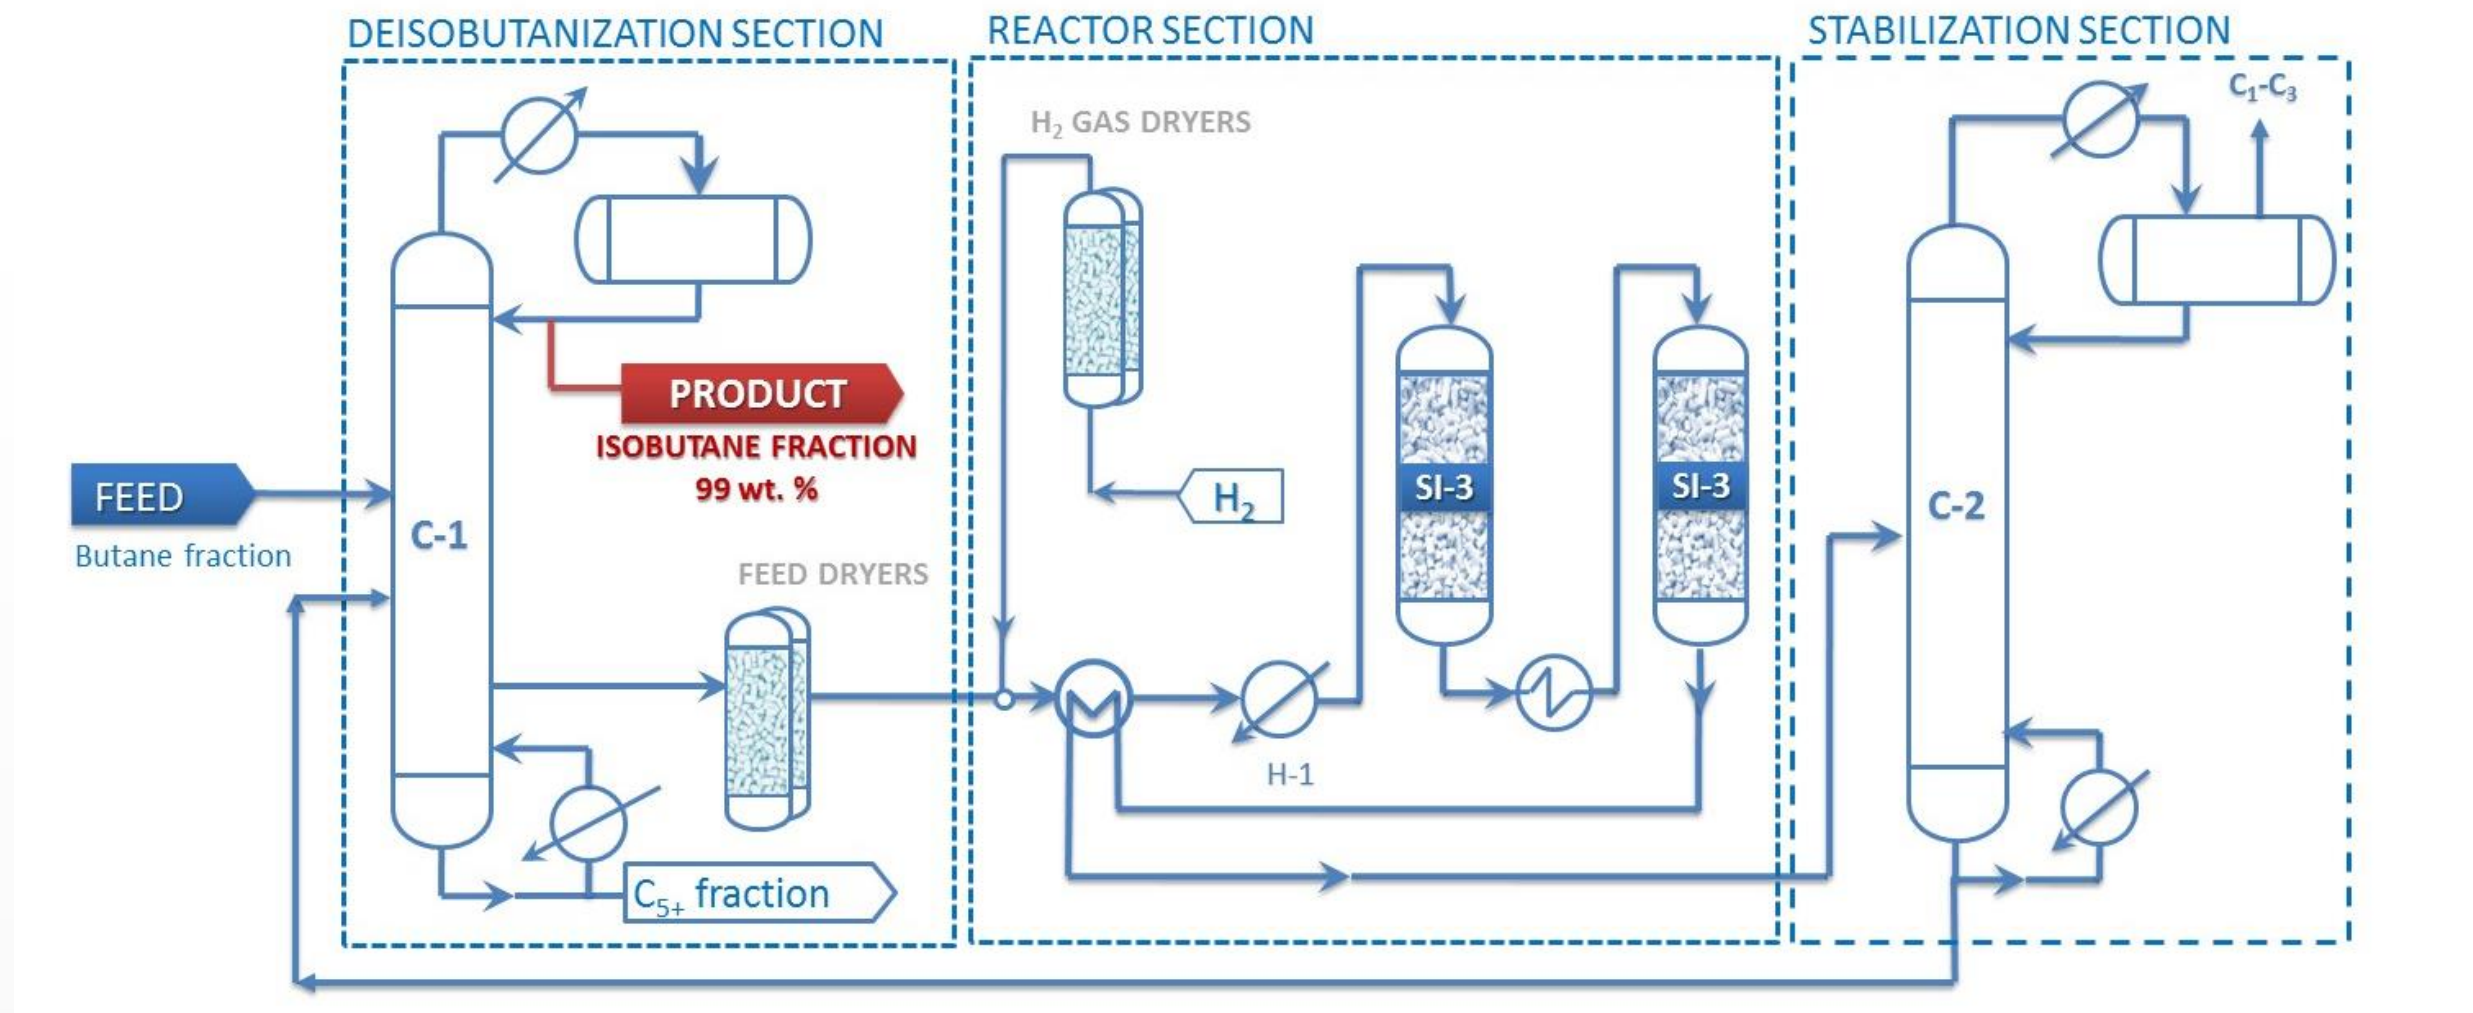 DEISOBUTANIZATION SECTION
REACTOR SECTION
STABILIZATION SECTION
C₁-C₃
H₂ GAS DRYERS
PRODUCT
ISOBUTANE FRACTION
99 wt. %
FEED
Butane fraction
C-1
H₂
SI-3
SI-3
C-2
FEED DRYERS
H-1
C₅₊ fraction